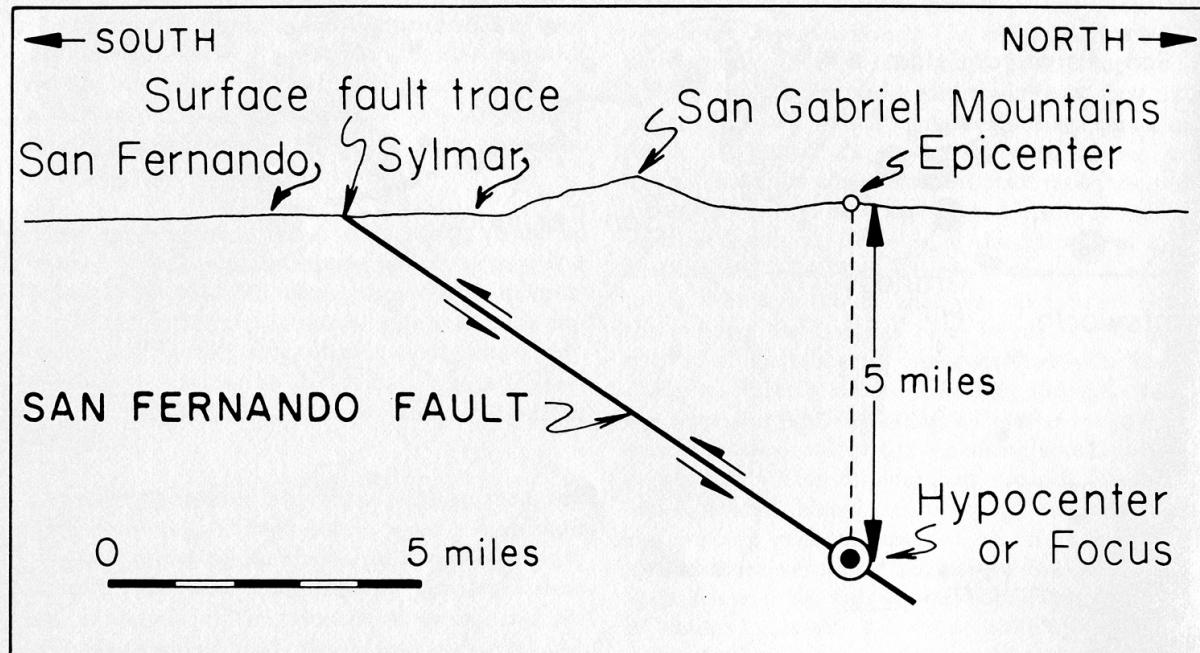 SOUTH
NORTH
Surface fault trace
San Gabriel Mountains
San Fernando
Sylmar
Epicenter
5 miles
SAN FERNANDO FAULT
Hypocenter
or Focus
0 5 miles